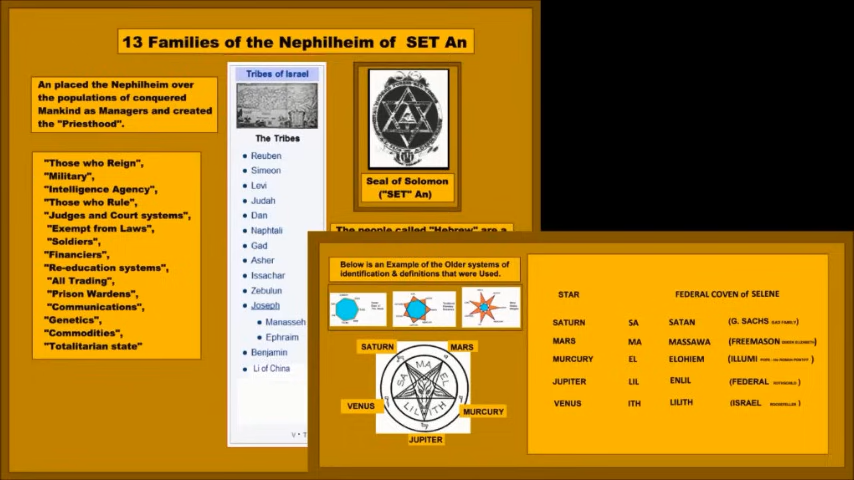 13 Families of the Nephilheim of SET An
An placed the Nephilheim over
the populations of conquered
Mankind as Managers and created
the "Priesthood".
"Those who Reign",
"Military",
"Intelligence Agency",
"Those who Rule",
"Judges and Court systems",
"Exempt from Laws",
"Soldiers",
"Financiers",
"Re-education systems",
"All Trading",
"Prison Wardens",
"Communications",
"Genetics",
"Commodities",
"Totalitarian state"
Tribes of Israel
The Tribes
Reuben
Simeon
Levi
Judah
Dan
Naphtali
Gad
Asher
Issachar
Zebulun
Joseph
Manasseh
Ephraim
Benjamin
Li of China
V • T
Seal of Solomon
("SET" An)
The people called "Hebrew" are a
Below is an Example of the Older systems of
identification & definitions that were Used.
SATURN
MARS
VENUS
MURCURY
JUPITER
SA
MA
EL
LIL
ITH
STAR FEDERAL COVEN of SELENE
SATURN SA SATAN (G. SACHS )
MARS MA MASSAWA (FREEMASON )
MURCURY EL ELOHIEM (ILLUMI )
JUPITER LIL ENLIL (FEDERAL )
VENUS ITH LILITH (ISRAEL )